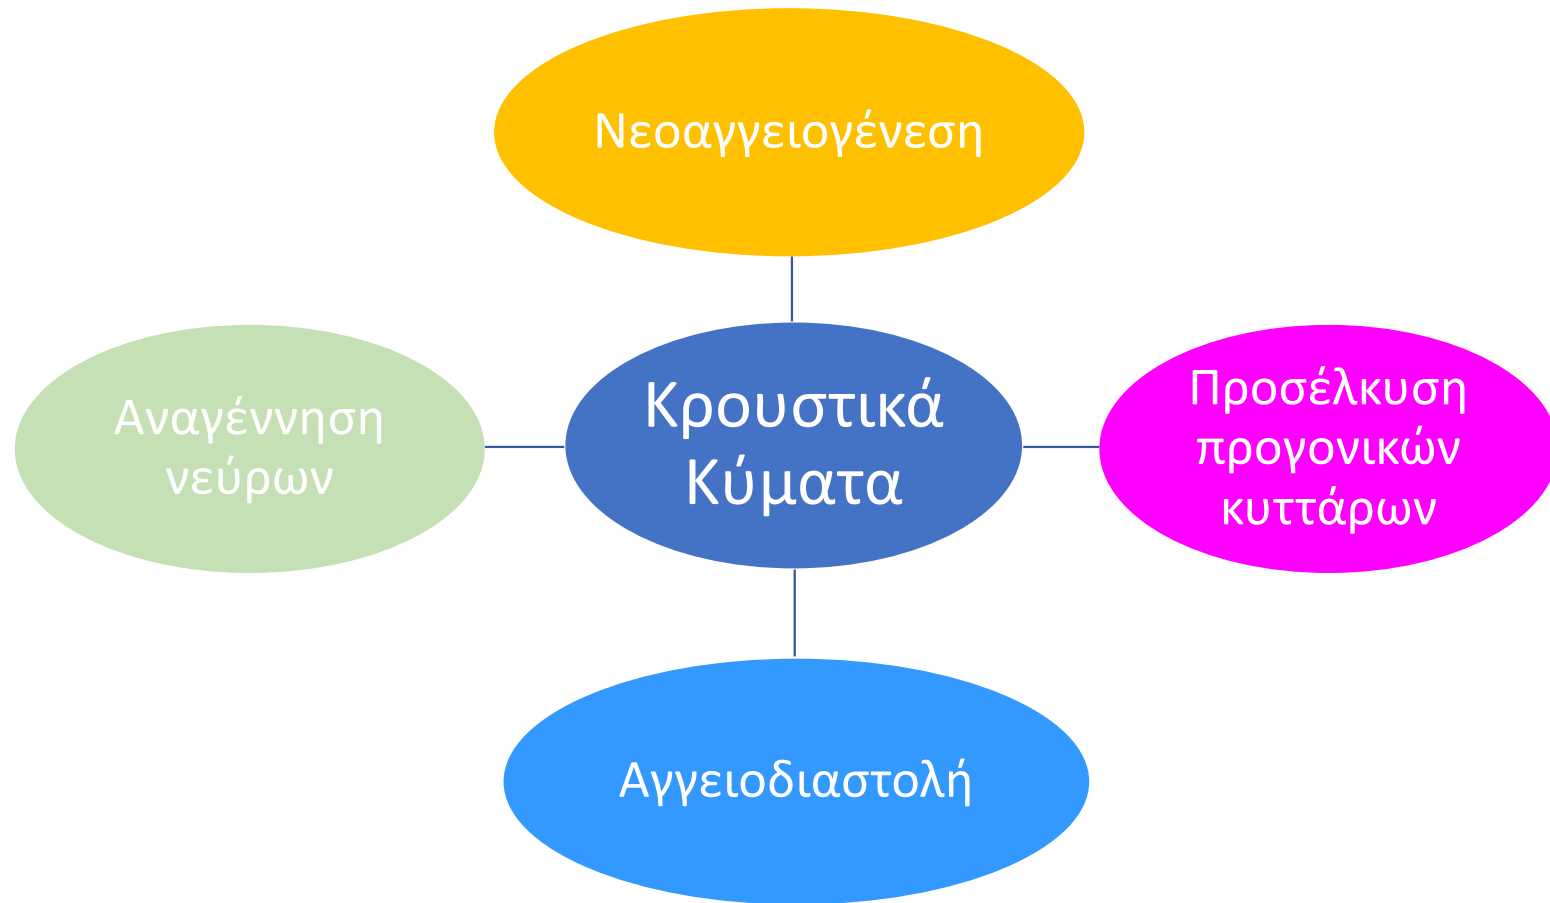 Νεοαγγειογένεση
Αναγέννηση
νεύρων
Κρουστικά
Κύματα
Προσέλκυση
προγονικών
κυττάρων
Αγγειοδιαστολή